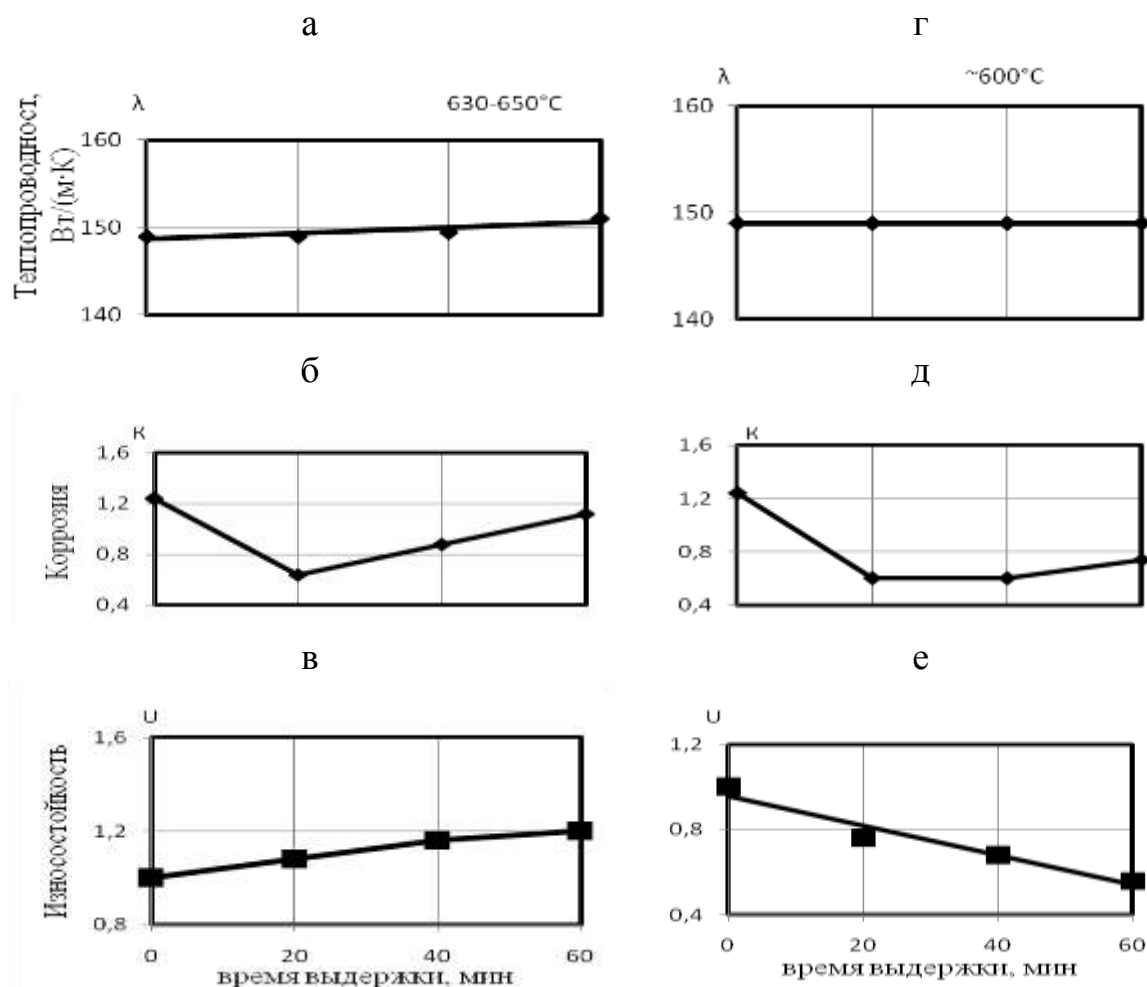 а
г
λ 630-650°C
λ ~600°C
Теплопроводност,
Вт/(м·К)
160
150
140
160
150
140
б
д
К
К
Коррозия
1,6
1,2
0,8
0,4
1,6
1,2
0,8
0,4
в
е
U
U
Износостойкость
1,6
1,2
0,8
1,2
0,8
0,4
0 20 40 60
0 20 40 60
время выдержки, мин
время выдержки, мин